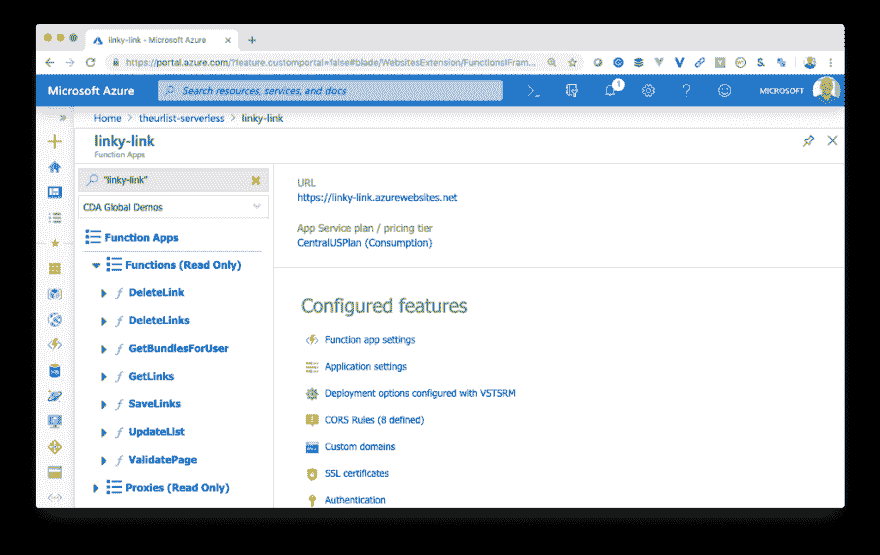 linky-link - Microsoft Azure
https://portal.azure.com/?feature.customportal=false#blade/WebsitesExtension/FunctionsIFram...
Microsoft Azure
Search resources, services, and docs
1
MICROSOFT
Home > theurlist-serverless > linky-link
linky-link
Function Apps
"linky-link"
CDA Global Demos
Function Apps
Functions (Read Only)
DeleteLink
DeleteLinks
GetBundlesForUser
GetLinks
SaveLinks
UpdateList
ValidatePage
Proxies (Read Only)
URL
https://linky-link.azurewebsites.net
App Service plan / pricing tier
CentralUSPlan (Consumption)
Configured features
Function app settings
Application settings
Deployment options configured with VSTSRM
CORS Rules (8 defined)
Custom domains
SSL certificates
Authentication